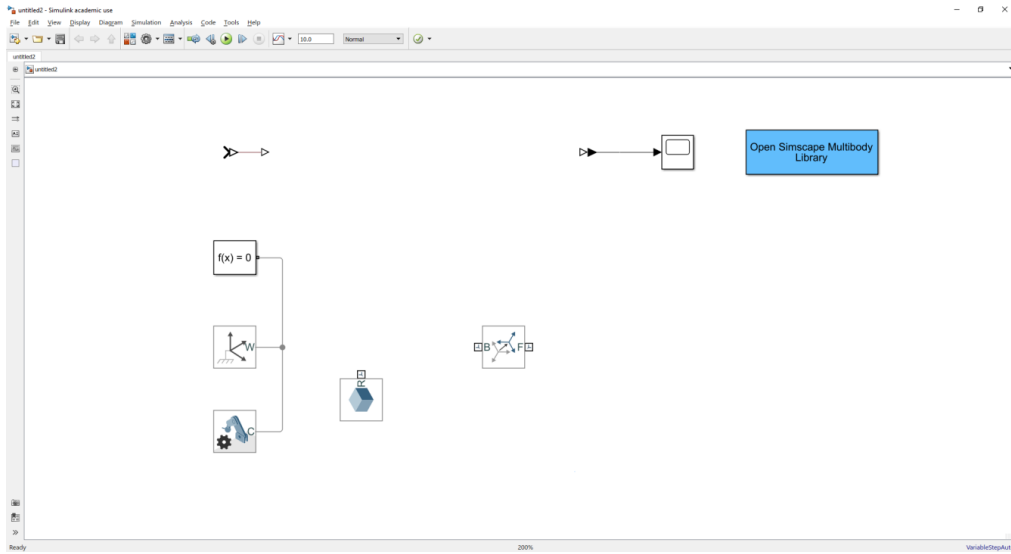 untitled2 - Simulink academic use
File Edit View Display Diagram Simulation Analysis Code Tools Help
10.0 Normal
untitled2
untitled2
Open Simscape Multibody
Library
f(x) = 0
W
B F
R
C
Ready 200% VariableStepAut